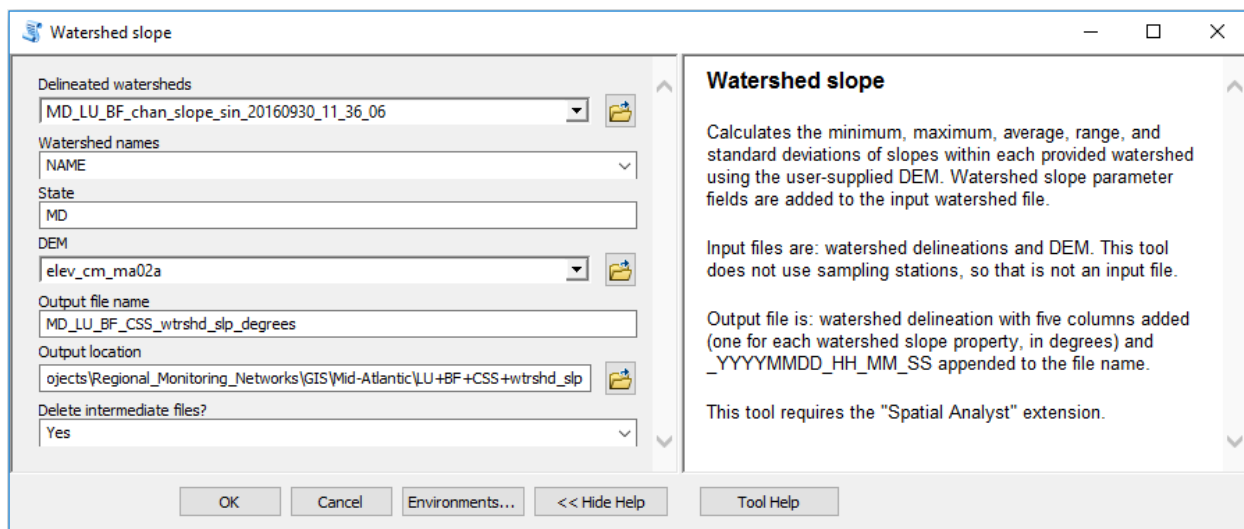 Watershed slope
Delineated watersheds
MD_LU_BF_chan_slope_sin_20160930_11_36_06
Watershed names
NAME
State
MD
DEM
elev_cm_ma02a
Output file name
MD_LU_BF_CSS_wtrshd_slp_degrees
Output location
ojects\Regional_Monitoring_Networks\GIS\Mid-Atlantic\LU+BF+CSS+wtrshd_slp
Delete intermediate files?
Yes
Watershed slope
Calculates the minimum, maximum, average, range, and
standard deviations of slopes within each provided watershed
using the user-supplied DEM. Watershed slope parameter
fields are added to the input watershed file.
Input files are: watershed delineations and DEM. This tool
does not use sampling stations, so that is not an input file.
Output file is: watershed delineation with five columns added
(one for each watershed slope property, in degrees) and
_YYYYMMDD_HH_MM_SS appended to the file name.
This tool requires the "Spatial Analyst" extension.
OK Cancel Environments... << Hide Help Tool Help